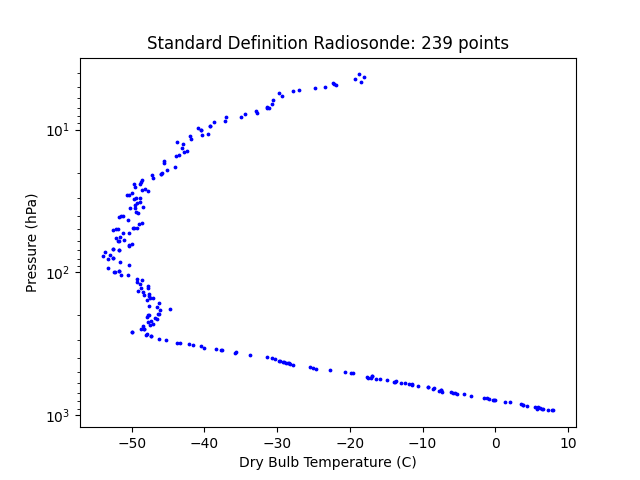 Standard Definition Radiosonde: 239 points
Pressure (hPa)
10¹
10²
10³
−50 −40 −30 −20 −10 0 10
Dry Bulb Temperature (C)